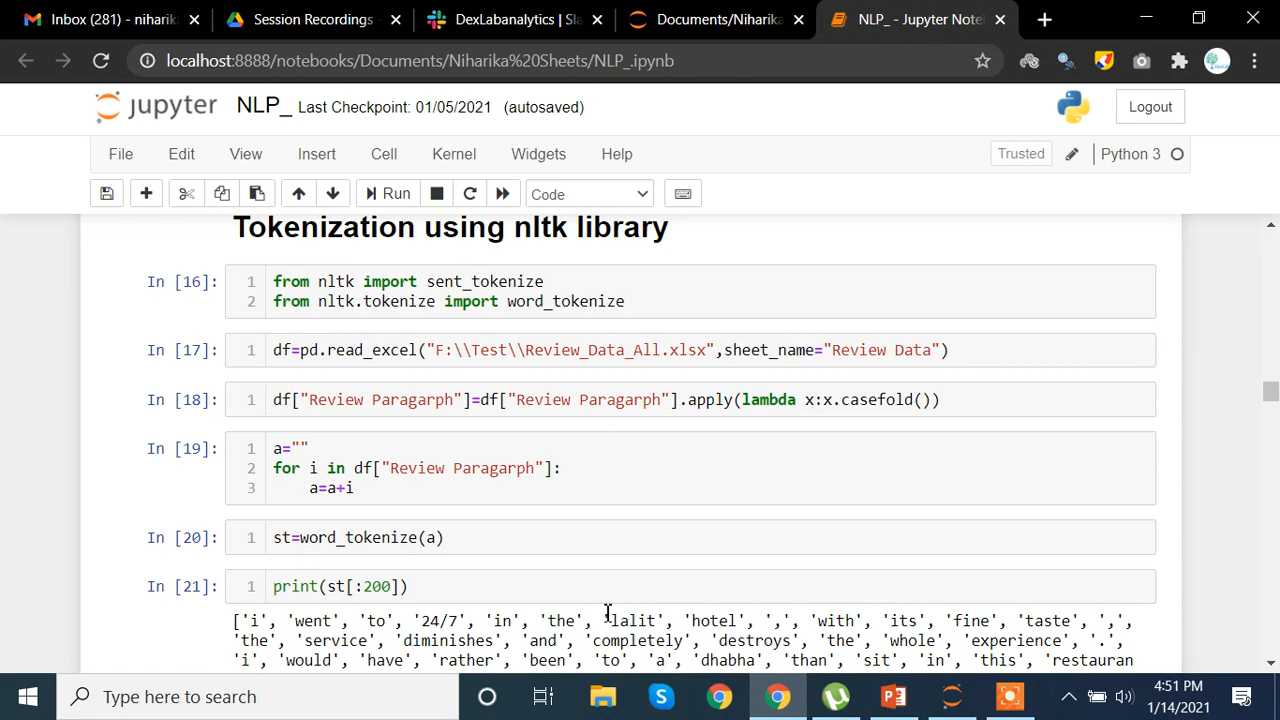 Inbox (281) - niharika
Session Recordings -
DexLabanalytics | Sla
Documents/Niharika
NLP_ - Jupyter Note
localhost:8888/notebooks/Documents/Niharika%20Sheets/NLP_.ipynb
jupyter NLP_ Last Checkpoint: 01/05/2021 (autosaved)
Logout
File Edit View Insert Cell Kernel Widgets Help
Trusted
Python 3
Run
Code
Tokenization using nltk library
In [16]:
1 from nltk import sent_tokenize
2 from nltk.tokenize import word_tokenize
In [17]:
1 df=pd.read_excel("F:\\Test\\Review_Data_All.xlsx",sheet_name="Review Data")
In [18]:
1 df["Review Paragarph"]=df["Review Paragarph"].apply(lambda x:x.casefold())
In [19]:
1 a=""
2 for i in df["Review Paragarph"]:
3 a=a+i
In [20]:
1 st=word_tokenize(a)
In [21]:
1 print(st[:200])
['i', 'went', 'to', '24/7', 'in', 'the', 'lalit', 'hotel', ',', 'with', 'its', 'fine', 'taste', ',',
'the', 'service', 'diminishes', 'and', 'completely', 'destroys', 'the', 'whole', 'experience', '.',
'i', 'would', 'have', 'rather', 'been', 'to', 'a', 'dhabha', 'than', 'sit', 'in', 'this', 'restauran
Type here to search
4:51 PM
1/14/2021